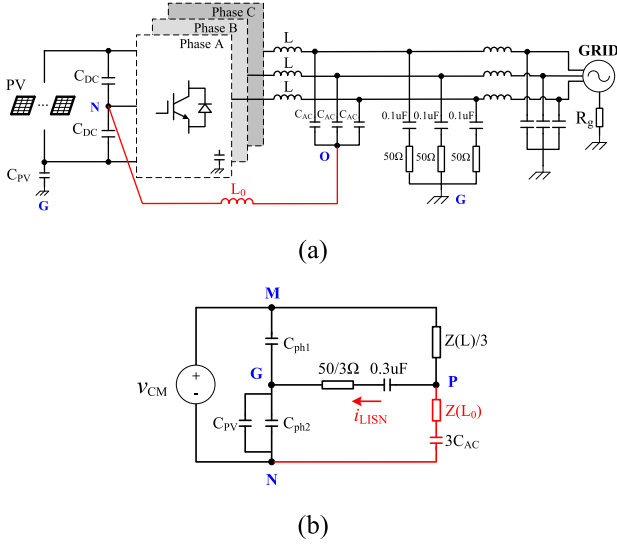 Phase C
Phase B
Phase A
PV
C_DC
N
C_DC
C_PV
G
L
L
L
C_AC C_AC C_AC
O
L_0
0.1uF 0.1uF 0.1uF
50Ω 50Ω 50Ω
G
GRID
R_g
(a)
M
C_ph1
Z(L)/3
v_CM
+
-
G
50/3Ω 0.3uF
P
i_LISN
C_PV
C_ph2
Z(L_0)
3C_AC
N
(b)